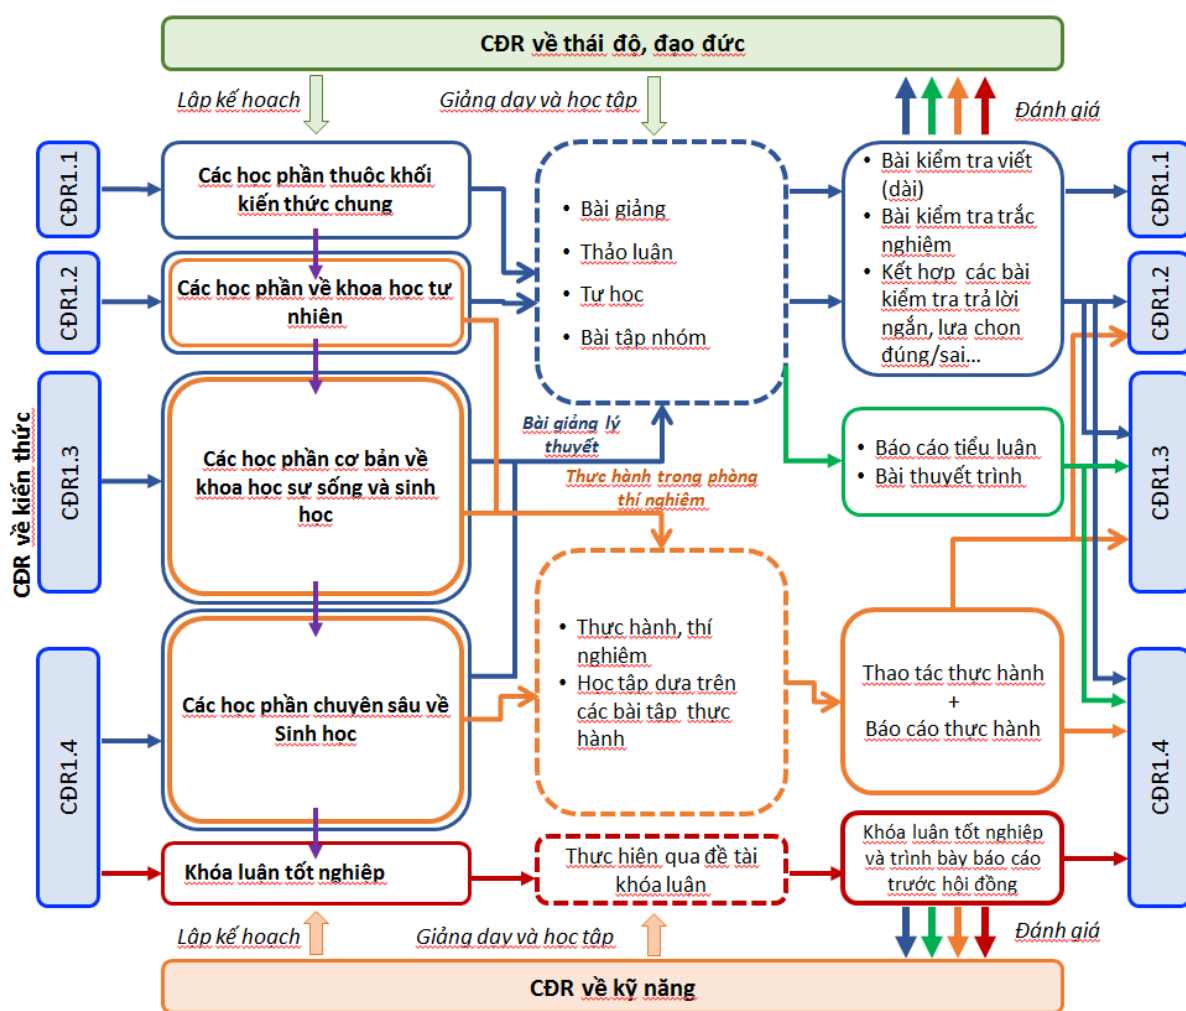 CĐR về thái độ, đạo đức
Lập kế hoạch
Giảng dạy và học tập
Đánh giá
CĐR1.1
Các học phần thuộc khối
kiến thức chung
CĐR1.2
Các học phần về khoa học tự
nhiên
CĐR về kiến thức
CĐR1.3
Các học phần cơ bản về
khoa học sự sống và sinh
học
CĐR1.4
Các học phần chuyên sâu về
Sinh học
Khóa luận tốt nghiệp
• Bài giảng
• Thảo luận
• Tự học
• Bài tập nhóm
Bài giảng lý
thuyết
Thực hành trong phòng
thí nghiệm
• Thực hành, thí
nghiệm
• Học tập dựa trên
các bài tập thực
hành
Thực hiện qua đề tài
khóa luận
• Bài kiểm tra viết
(dài)
• Bài kiểm tra trắc
nghiệm
• Kết hợp các bài
kiểm tra trả lời
ngắn, lựa chọn
đúng/sai...
• Báo cáo tiểu luận
• Bài thuyết trình
Thao tác thực hành
+
Báo cáo thực hành
Khóa luận tốt nghiệp
và trình bày báo cáo
trước hội đồng
CĐR1.1
CĐR1.2
CĐR1.3
CĐR1.4
Lập kế hoạch
Giảng dạy và học tập
Đánh giá
CĐR về kỹ năng